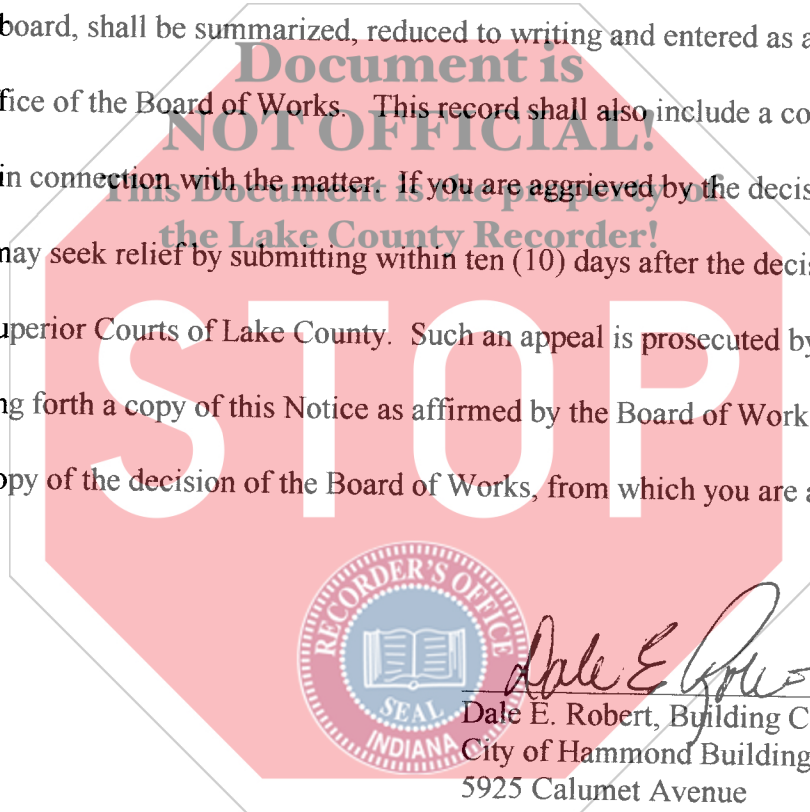 board, shall be summarized, reduced to writing and entered as a
Document is
fice of the Board of Works. This record shall also include a co
NOT OFFICIAL!
in connection with the matter. If you are aggrieved by the decis
This Document is the property of
the Lake County Recorder!
may seek relief by submitting within ten (10) days after the decis
uperior Courts of Lake County. Such an appeal is prosecuted by
STOP
ng forth a copy of this Notice as affirmed by the Board of Work
opy of the decision of the Board of Works, from which you are a
RECORDER'S OFFICE
SEAL
INDIANA
Dale E
Dale E. Robert, Building C
City of Hammond Building
5925 Calumet Avenue